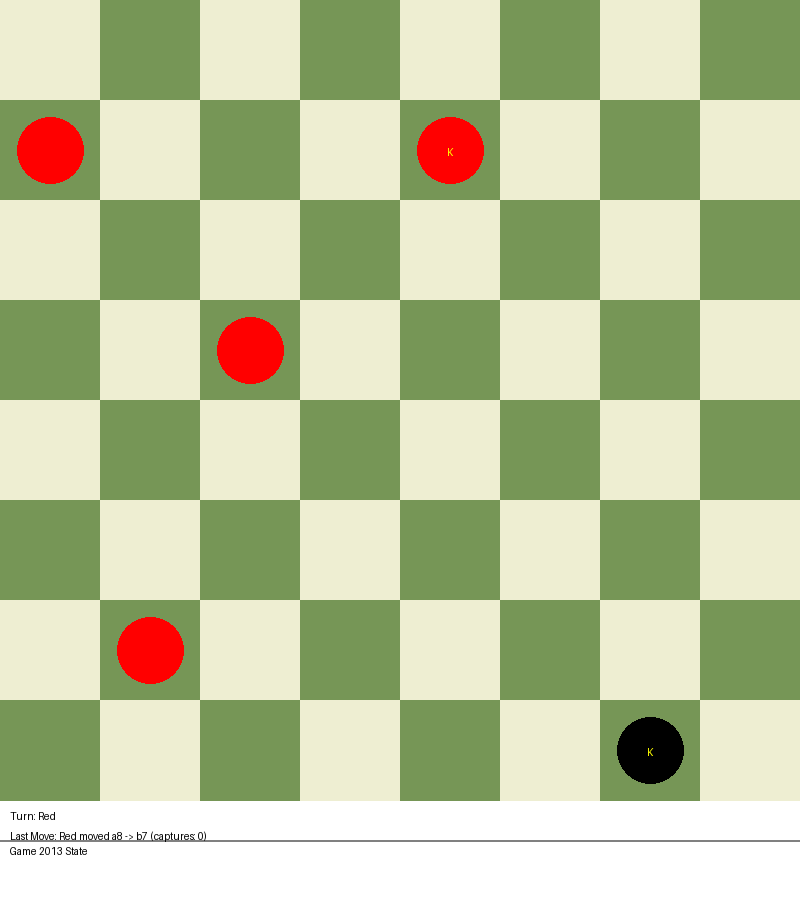 K
K
Turn: Red
Last Move: Red moved a8 -> b7 (captures: 0)
Game 2013 State